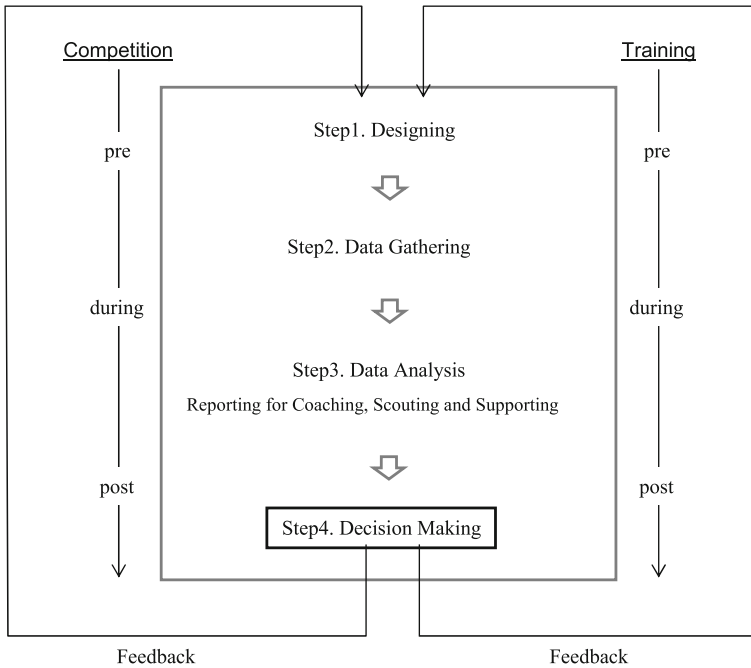 Competition
Training
Step1. Designing
pre
pre
Step2. Data Gathering
during
during
Step3. Data Analysis
Reporting for Coaching, Scouting and Supporting
post
post
Step4. Decision Making
Feedback
Feedback